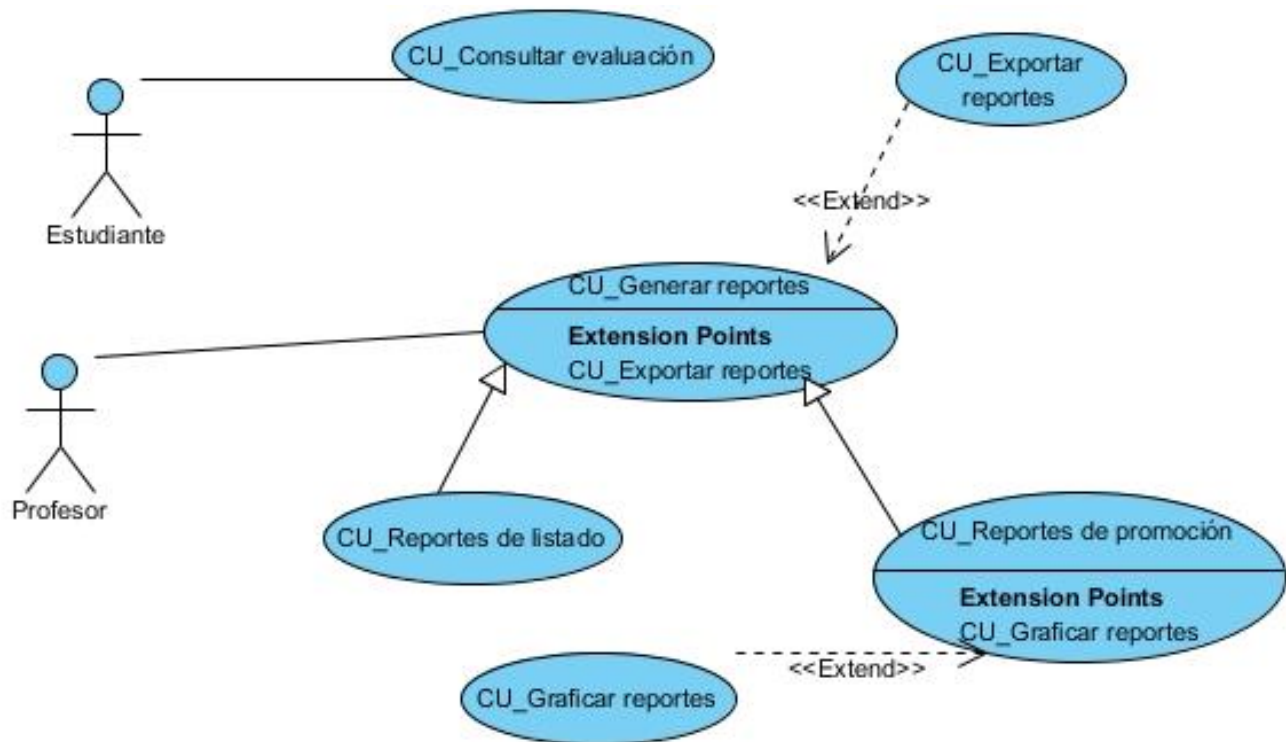 CU_Consultar evaluación
CU_Exportar
reportes
Estudiante
<<Extend>>
CU_Generar reportes
Extension Points
CU_Exportar reportes
Profesor
CU_Reportes de listado
CU_Reportes de promoción
Extension Points
CU_Graficar reportes
<<Extend>>
CU_Graficar reportes